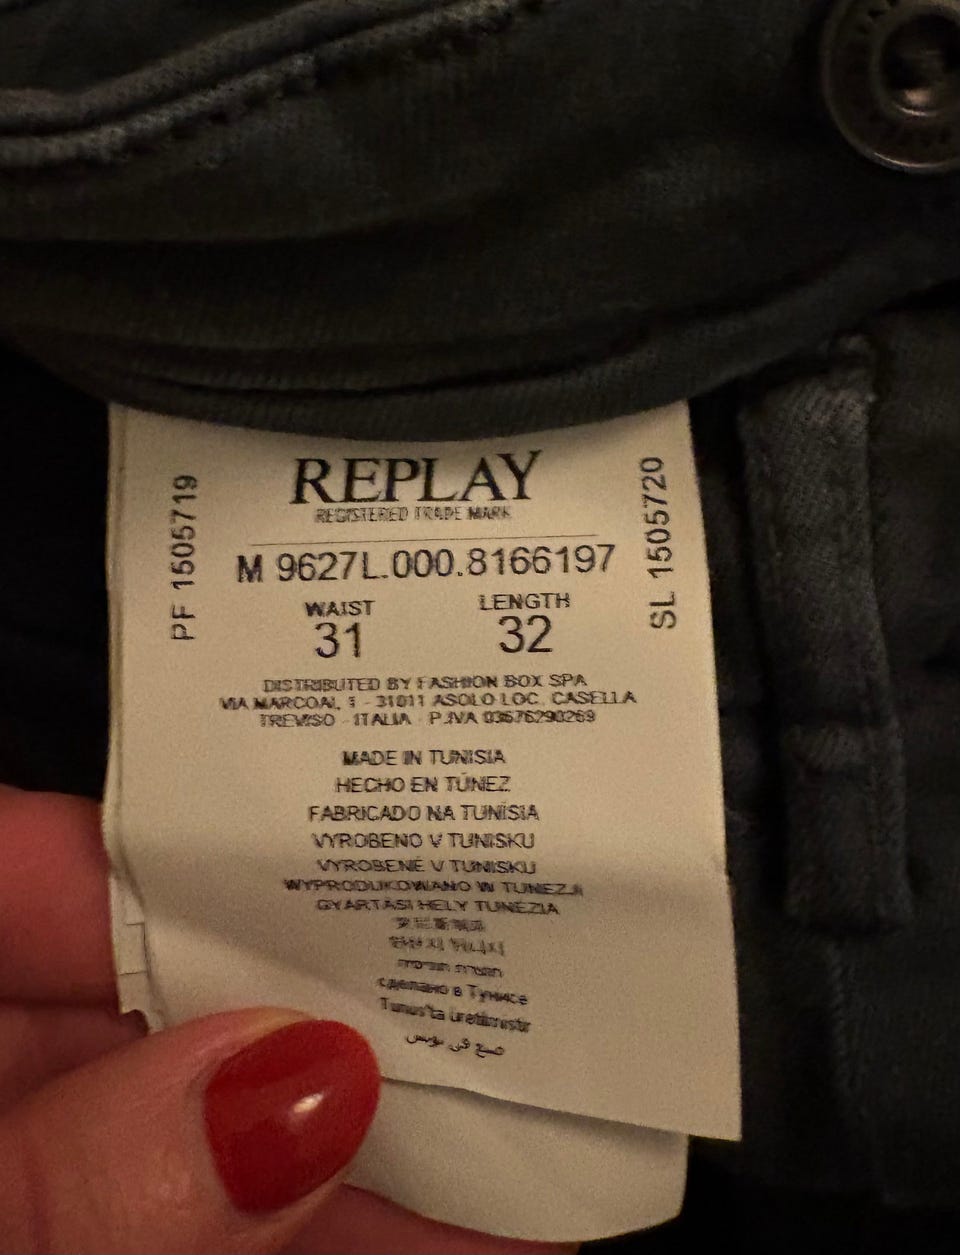 REPLAY
REGISTERED TRADE MARK
M 9627L.000.8166197
PF 1505719
SL 1505720
WAIST LENGTH
31 32
DISTRIBUTED BY FASHION BOX SPA
VIA MARCOAI, 1 - 31011 ASOLO LOC. CASELLA
TREVISO - ITALIA - P.IVA 03676290269
MADE IN TUNISIA
HECHO EN TÚNEZ
FABRICADO NA TUNÍSIA
VYROBENO V TUNISKU
VYROBENÉ V TUNISKU
WYPRODUKOWANO W TUNEZJI
GYARTASI HELY TUNEZIA
сделано в Тунисе
Tunus'ta üretilmiştir
صنع في تونس